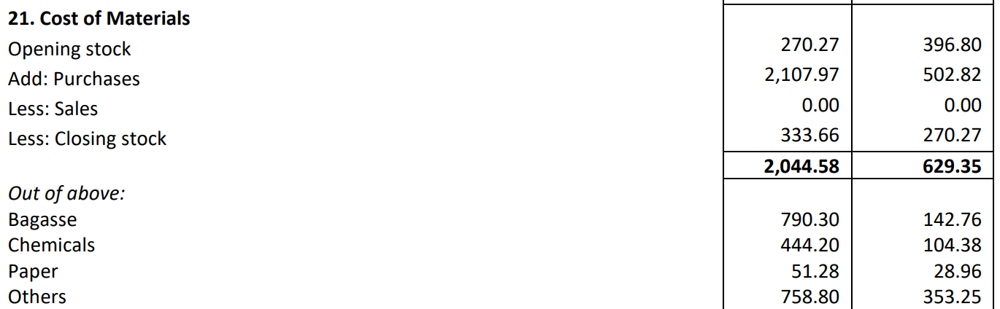 21. Cost of Materials
Opening stock 270.27 396.80
Add: Purchases 2,107.97 502.82
Less: Sales 0.00 0.00
Less: Closing stock 333.66 270.27
2,044.58 629.35
Out of above:
Bagasse 790.30 142.76
Chemicals 444.20 104.38
Paper 51.28 28.96
Others 758.80 353.25